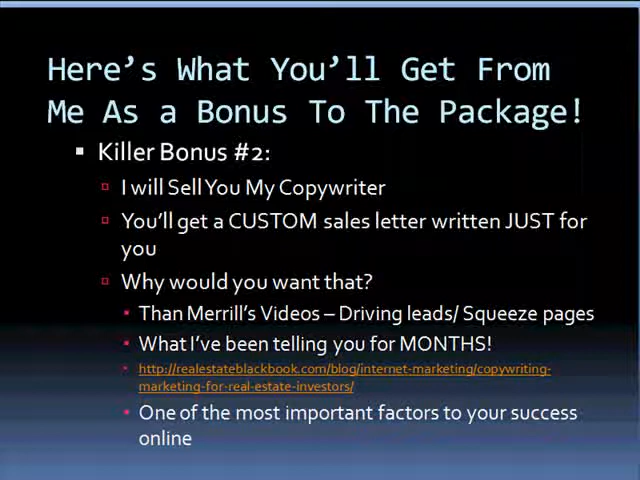 Here’s What You’ll Get From
Me As a Bonus To The Package!
Killer Bonus #2:
I will Sell You My Copywriter
You’ll get a CUSTOM sales letter written JUST for
you
Why would you want that?
Than Merrill’s Videos – Driving leads/ Squeeze pages
What I’ve been telling you for MONTHS!
http://realestateblackbook.com/blog/internet-marketing/copywriting-
marketing-for-real-estate-investors/
One of the most important factors to your success
online